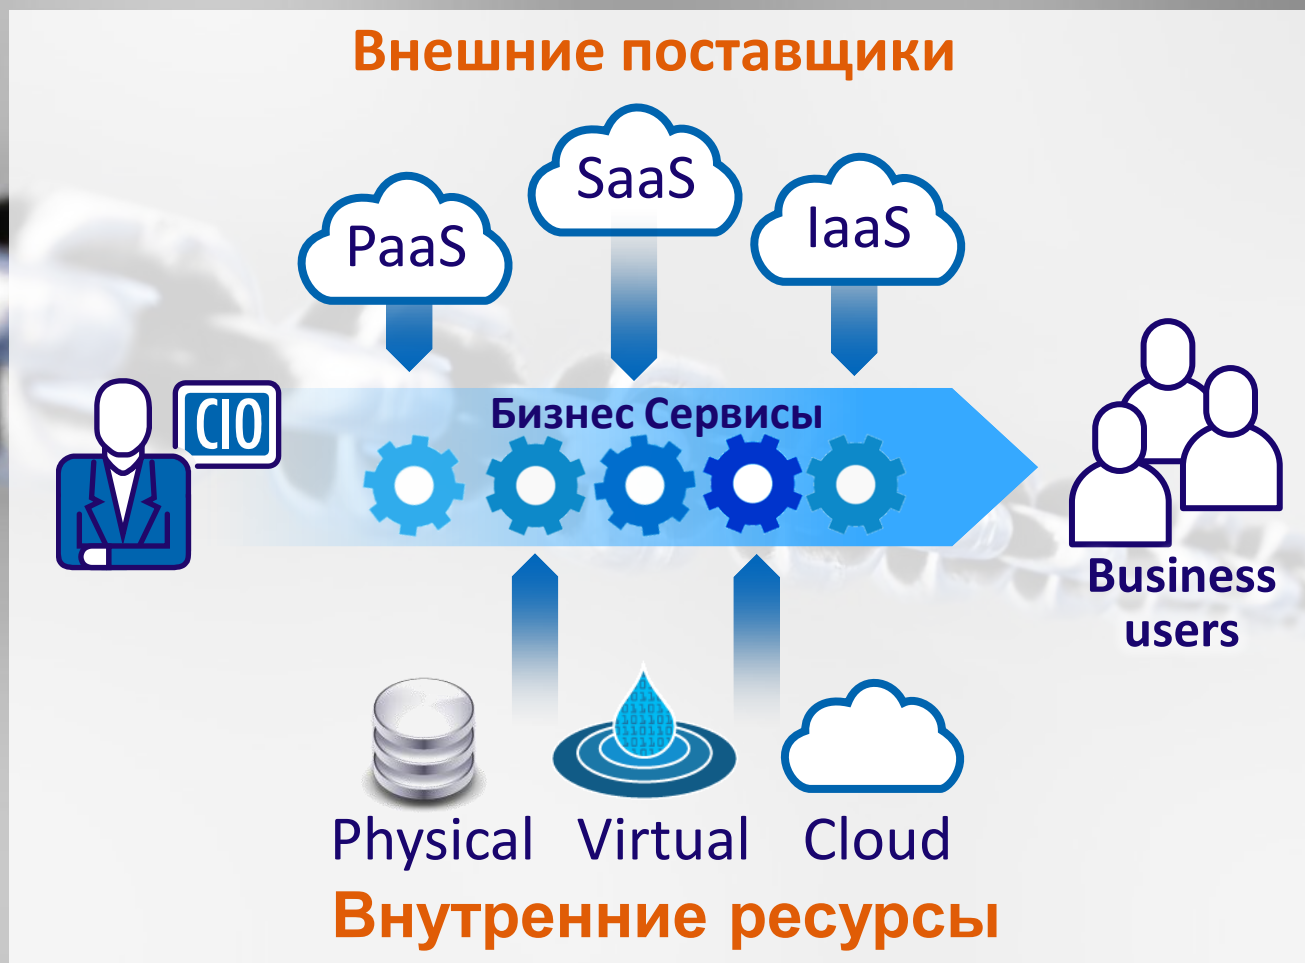 Внешние поставщики
SaaS
PaaS
IaaS
CIO
Бизнес Сервисы
Business
users
Physical
Virtual
Cloud
Внутренние ресурсы